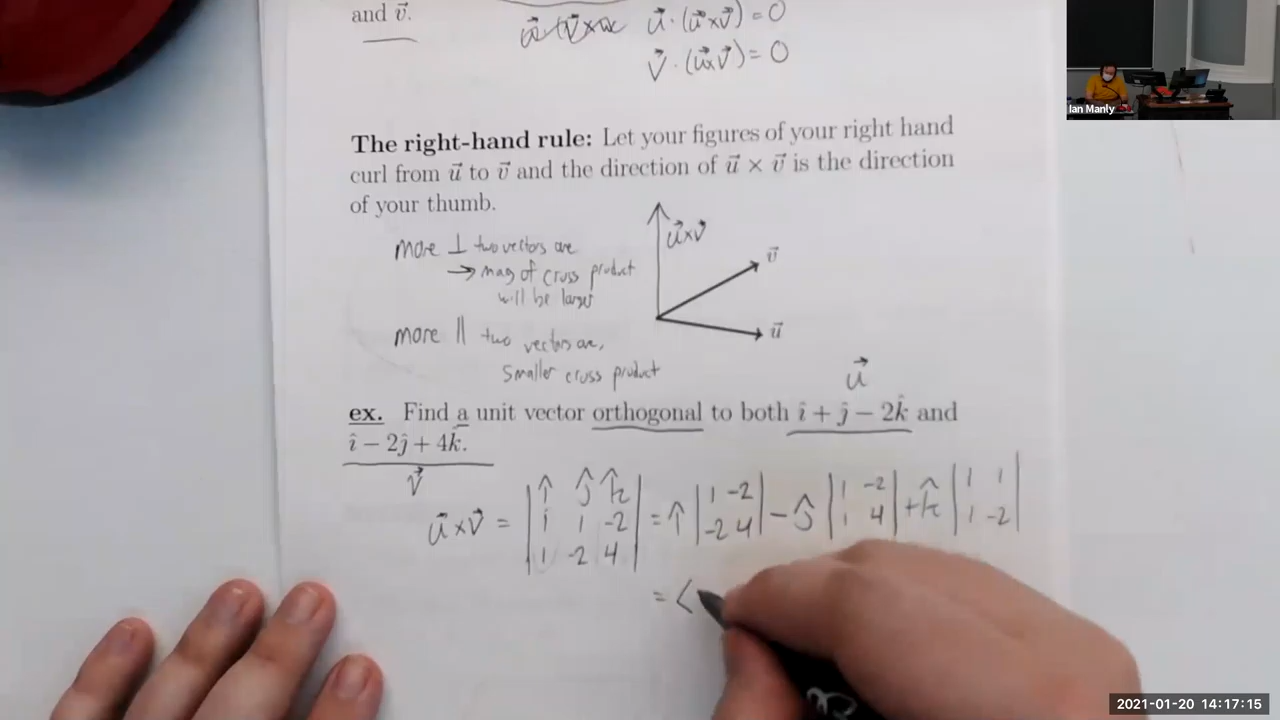 and v⃗.
u⃗·(u⃗×v⃗)=0
v⃗·(u⃗×v⃗)=0
Ian Manly
The right-hand rule: Let your figures of your right hand
curl from u⃗ to v⃗ and the direction of u⃗ × v⃗ is the direction
of your thumb.
u⃗×v⃗
more ⊥ two vectors are
→ mag of cross product
will be larger
v⃗
u⃗
more || two vectors are,
smaller cross product
u⃗
ex. Find a unit vector orthogonal to both î + ĵ − 2k̂ and
î − 2ĵ + 4k̂.
v⃗
u⃗×v⃗ = | î ĵ k̂ | = î | 1 -2 | − ĵ | 1 -2 | + k̂ | 1 1 |
| 1 1 -2 | | -2 4 | | 1 4 | | 1 -2 |
| 1 -2 4 |
= <
2021-01-20 14:17:15